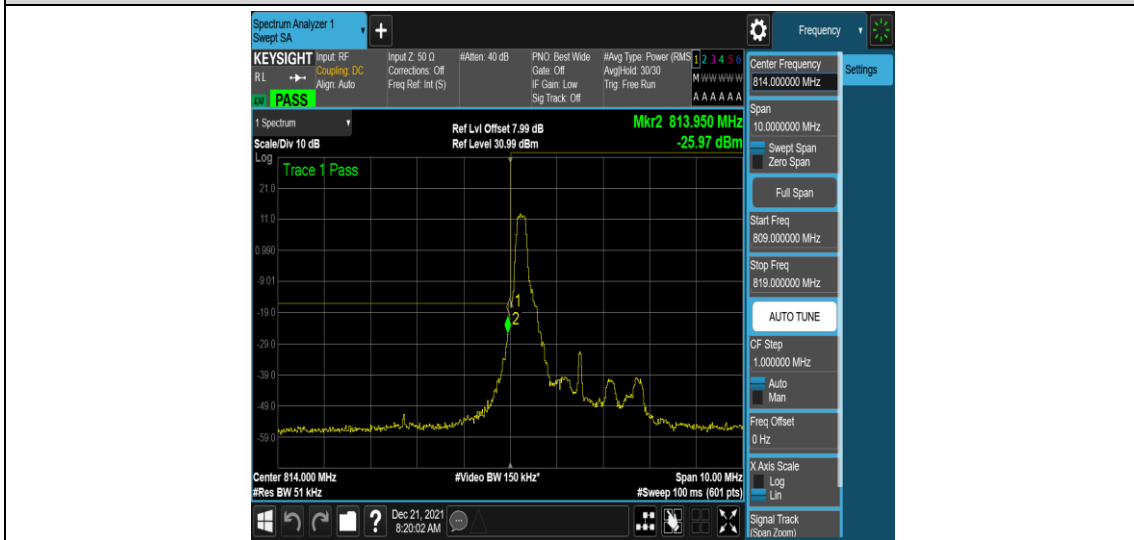 Spectrum Analyzer 1
Swept SA
+
Frequency
KEYSIGHT
RL
PASS
Input: RF
Coupling: DC
Align: Auto
Input Z: 50 Ω
Corrections: Off
Freq Ref: Int (S)
#Atten: 40 dB
PNO: Best Wide
Gate: Off
IF Gain: Low
Sig Track: Off
#Avg Type: Power (RMS
Avg|Hold: 30/30
Trig: Free Run
1 2 3 4 5 6
M W W W W W
A A A A A A
1 Spectrum
Scale/Div 10 dB
Ref Lvl Offset 7.99 dB
Ref Level 30.99 dBm
Mkr2 813.950 MHz
-25.97 dBm
Log
Trace 1 Pass
21.0
11.0
0.990
-9.01
-19.0
-29.0
-39.0
-49.0
-59.0
1
2
Center 814.000 MHz
#Res BW 51 kHz
#Video BW 150 kHz*
Span 10.00 MHz
#Sweep 100 ms (601 pts)
?
Dec 21, 2021
8:20:02 AM
Center Frequency
814.000000 MHz
Settings
Span
10.0000000 MHz
Swept Span
Zero Span
Full Span
Start Freq
809.000000 MHz
Stop Freq
819.000000 MHz
AUTO TUNE
CF Step
1.000000 MHz
Auto
Man
Freq Offset
0 Hz
X Axis Scale
Log
Lin
Signal Track
(Span Zoom)